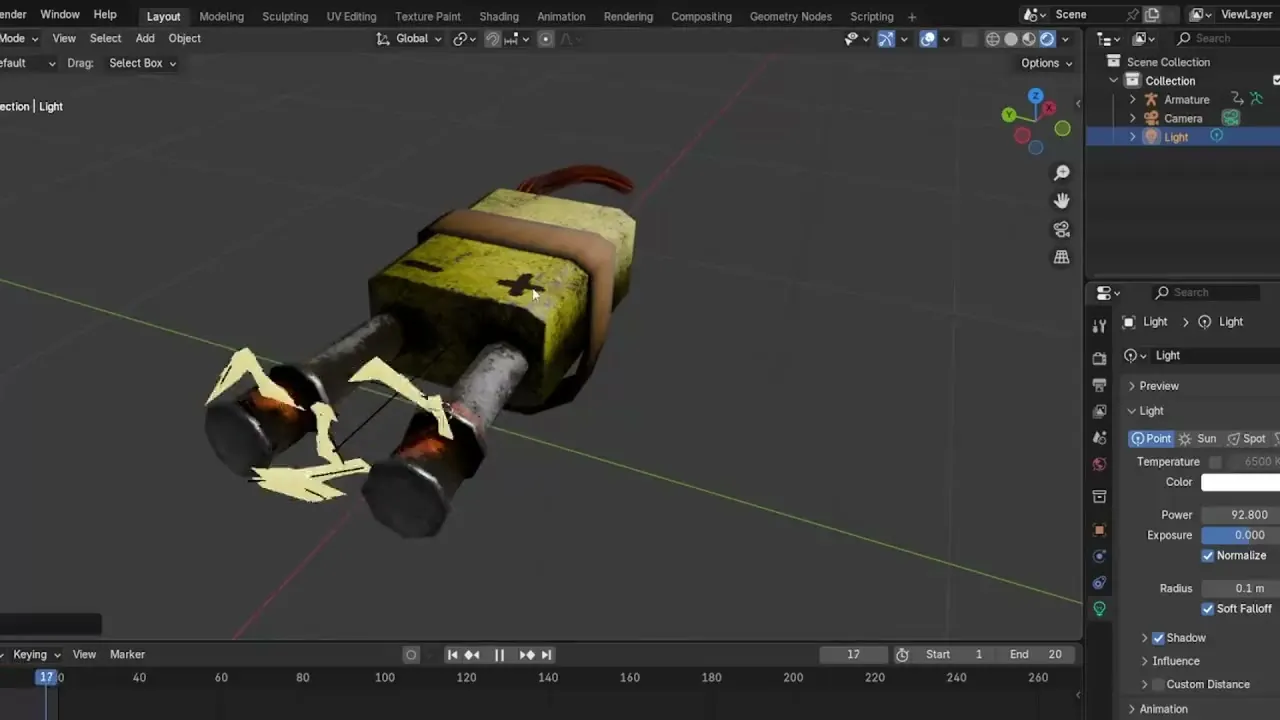 ender Window Help Layout Modeling Sculpting UV Editing Texture Paint Shading Animation Rendering Compositing Geometry Nodes Scripting + Scene ViewLayer
Mode View Select Add Object Global Search
efault Drag: Select Box Options Scene Collection
Collection
ection | Light
Armature
Camera
Light
Z
X
Y
Search
Light > Light
Light
Preview
Light
Point Sun Spot
Temperature 6500 K
Color
Power 92.800
Exposure 0.000
Normalize
Radius 0.1 m
Soft Falloff
Shadow
Influence
Custom Distance
Animation
Keying View Marker 17 Start 1 End 20
17 0 40 60 80 100 120 140 160 180 200 220 240 260